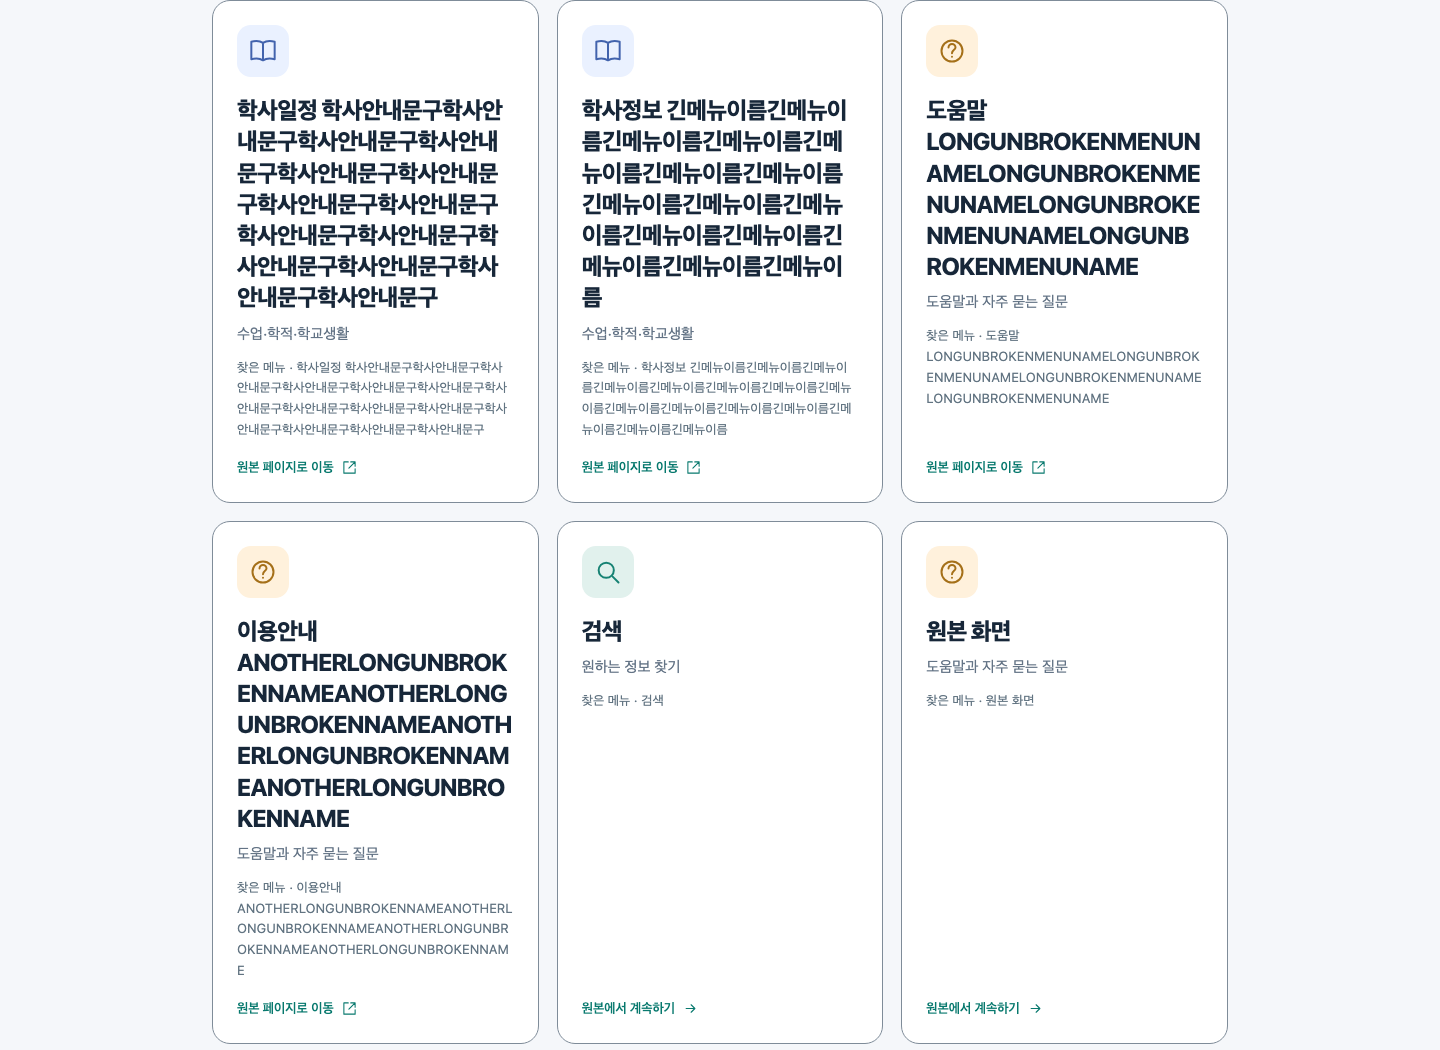 학사일정 학사안내문구학사안
내문구학사안내문구학사안내
문구학사안내문구학사안내문
구학사안내문구학사안내문구
학사안내문구학사안내문구학
사안내문구학사안내문구학사
안내문구학사안내문구
수업·학적·학교생활
찾은 메뉴 · 학사일정 학사안내문구학사안내문구학사
안내문구학사안내문구학사안내문구학사안내문구학사
안내문구학사안내문구학사안내문구학사안내문구학사
안내문구학사안내문구학사안내문구학사안내문구
원본 페이지로 이동
학사정보 긴메뉴이름긴메뉴이
름긴메뉴이름긴메뉴이름긴메
뉴이름긴메뉴이름긴메뉴이름
긴메뉴이름긴메뉴이름긴메뉴
이름긴메뉴이름긴메뉴이름긴
메뉴이름긴메뉴이름긴메뉴이
름
수업·학적·학교생활
찾은 메뉴 · 학사정보 긴메뉴이름긴메뉴이름긴메뉴이
름긴메뉴이름긴메뉴이름긴메뉴이름긴메뉴이름긴메뉴
이름긴메뉴이름긴메뉴이름긴메뉴이름긴메뉴이름긴메
뉴이름긴메뉴이름긴메뉴이름
원본 페이지로 이동
도움말
LONGUNBROKENMENUN
AMELONGUNBROKENME
NUNAMELONGUNBROKE
NMENUNAMELONGUNB
ROKENMENUNAME
도움말과 자주 묻는 질문
찾은 메뉴 · 도움말
LONGUNBROKENMENUNAMELONGUNBROK
ENMENUNAMELONGUNBROKENMENUNAME
LONGUNBROKENMENUNAME
원본 페이지로 이동
이용안내
ANOTHERLONGUNBROK
ENNAMEANOTHERLONG
UNBROKENNAMEANOTH
ERLONGUNBROKENNAM
EANOTHERLONGUNBRO
KENNAME
도움말과 자주 묻는 질문
찾은 메뉴 · 이용안내
ANOTHERLONGUNBROKENNAMEANOTHERL
ONGUNBROKENNAMEANOTHERLONGUNBR
OKENNAMEANOTHERLONGUNBROKENNAM
E
원본 페이지로 이동
검색
원하는 정보 찾기
찾은 메뉴 · 검색
원본에서 계속하기
원본 화면
도움말과 자주 묻는 질문
찾은 메뉴 · 원본 화면
원본에서 계속하기